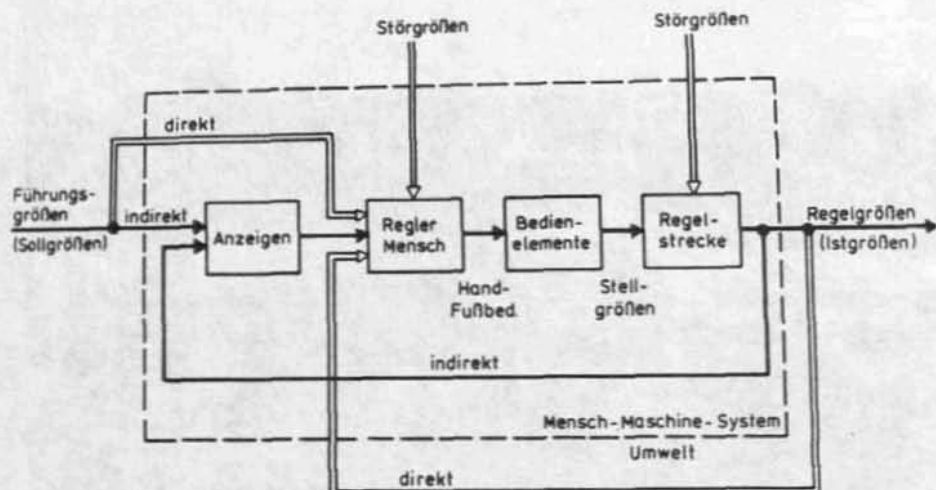 Störgrößen
Störgrößen
direkt
Führungs-
größen
(Sollgrößen)
indirekt
Anzeigen
Regler
Mensch
Bedien-
elemente
Regel-
strecke
Regelgrößen
(Istgrößen)
Hand-
Fußbed.
Stell-
größen
indirekt
Mensch-Maschine-System
Umwelt
direkt